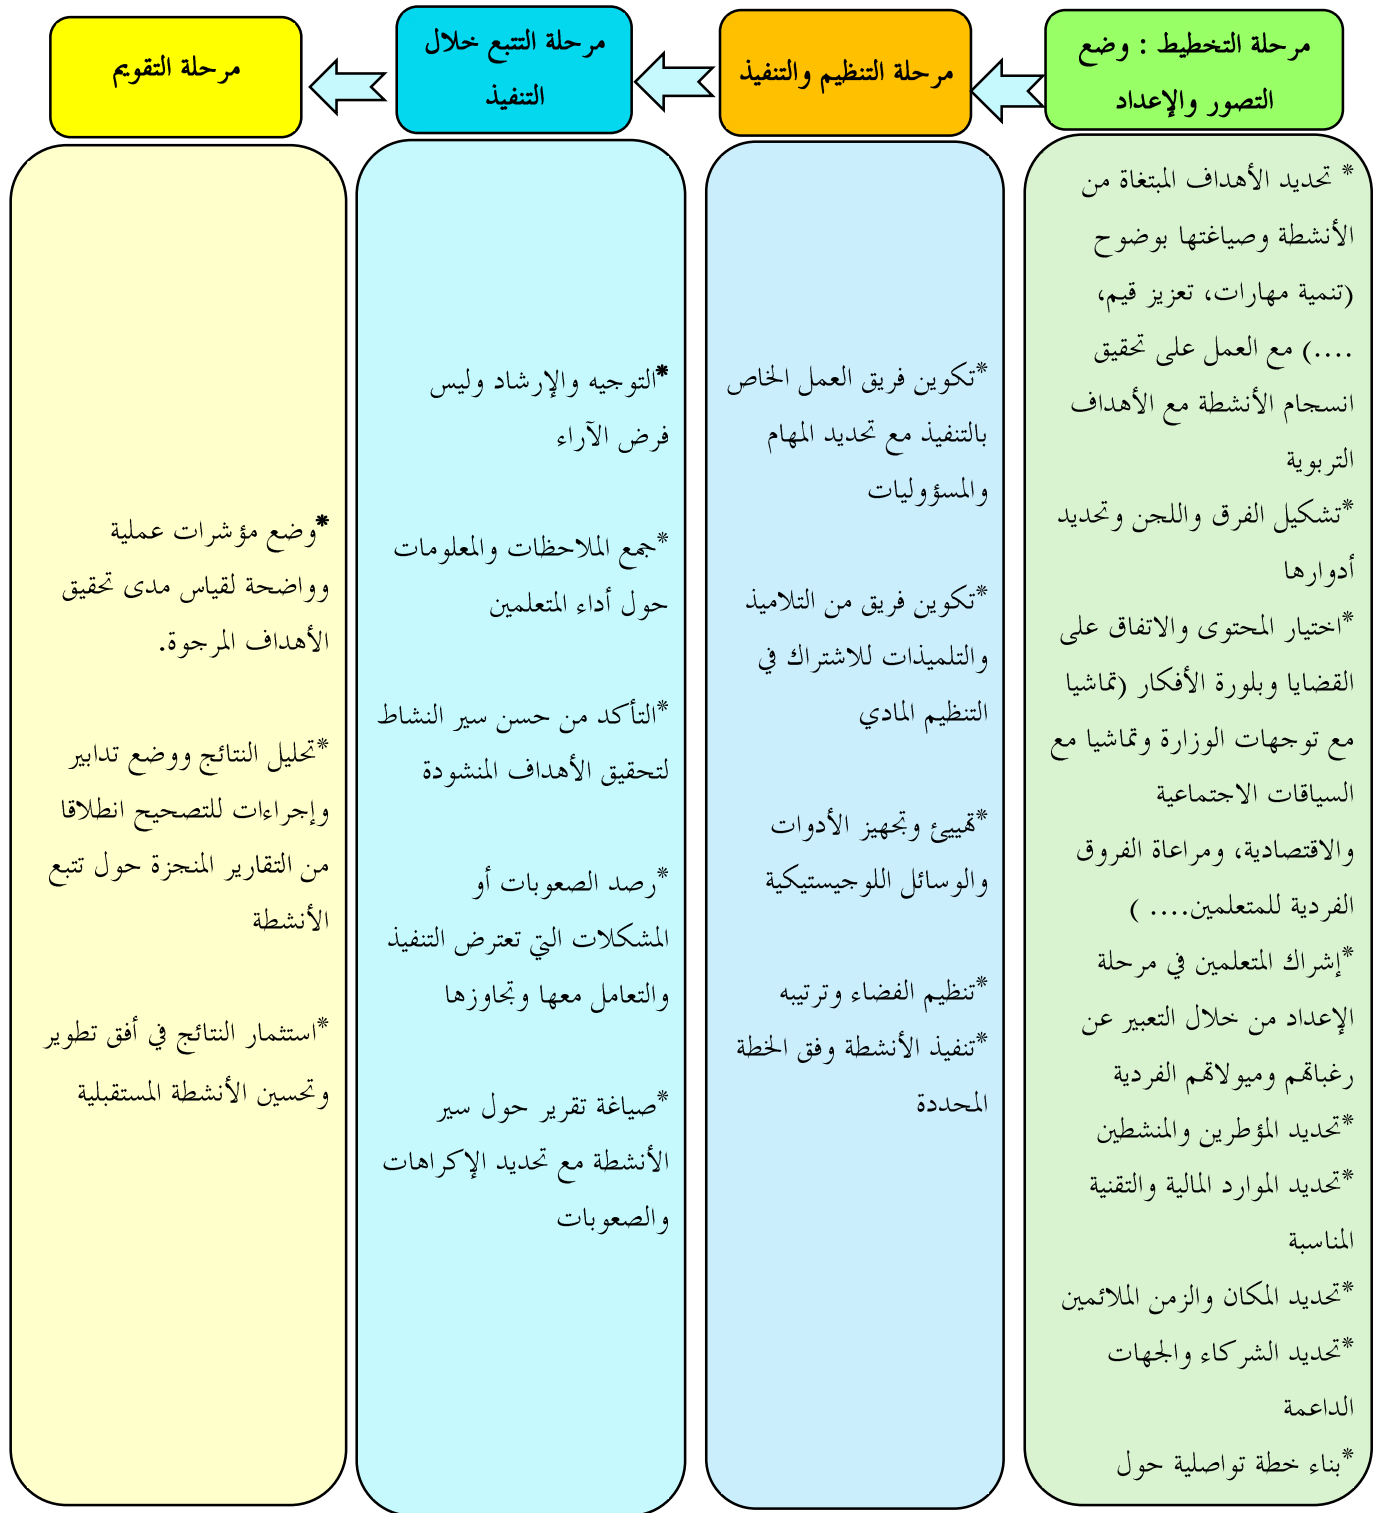 مرحلة التخطيط : وضع
التصور والإعداد
مرحلة التنظيم والتنفيذ
مرحلة التتبع خلال
التنفيذ
مرحلة التقويم
* تحديد الأهداف المبتغاة من
الأنشطة وصياغتها بوضوح
(تنمية مهارات، تعزيز قيم،
....) مع العمل على تحقيق
انسجام الأنشطة مع الأهداف
التربوية
*تشكيل الفرق واللجن وتحديد
أدوارها
*اختيار المحتوى والاتفاق على
القضايا وبلورة الأفكار (تماشيا
مع توجهات الوزارة وتماشيا مع
السياقات الاجتماعية
والاقتصادية، ومراعاة الفروق
الفردية للمتعلمين.... )
*إشراك المتعلمين في مرحلة
الإعداد من خلال التعبير عن
رغباتهم وميولاتهم الفردية
*تحديد المؤطرين والمنشطين
*تحديد الموارد المالية والتقنية
المناسبة
*تحديد المكان والزمن الملائمين
*تحديد الشركاء والجهات
الداعمة
*بناء خطة تواصلية حول
*تكوين فريق العمل الخاص
بالتنفيذ مع تحديد المهام
والمسؤوليات
*تكوين فريق من التلاميذ
والتلميذات للاشتراك في
التنظيم المادي
*تهييئ وتجهيز الأدوات
والوسائل اللوجيستيكية
*تنظيم الفضاء وترتيبه
*تنفيذ الأنشطة وفق الخطة
المحددة
*التوجيه والإرشاد وليس
فرض الآراء
*جمع الملاحظات والمعلومات
حول أداء المتعلمين
*التأكد من حسن سير النشاط
لتحقيق الأهداف المنشودة
*رصد الصعوبات أو
المشكلات التي تعترض التنفيذ
والتعامل معها وتجاوزها
*صياغة تقرير حول سير
الأنشطة مع تحديد الإكراهات
والصعوبات
*وضع مؤشرات عملية
وواضحة لقياس مدى تحقيق
الأهداف المرجوة.
*تحليل النتائج ووضع تدابير
وإجراءات للتصحيح انطلاقا
من التقارير المنجزة حول تتبع
الأنشطة
*استثمار النتائج في أفق تطوير
وتحسين الأنشطة المستقبلية